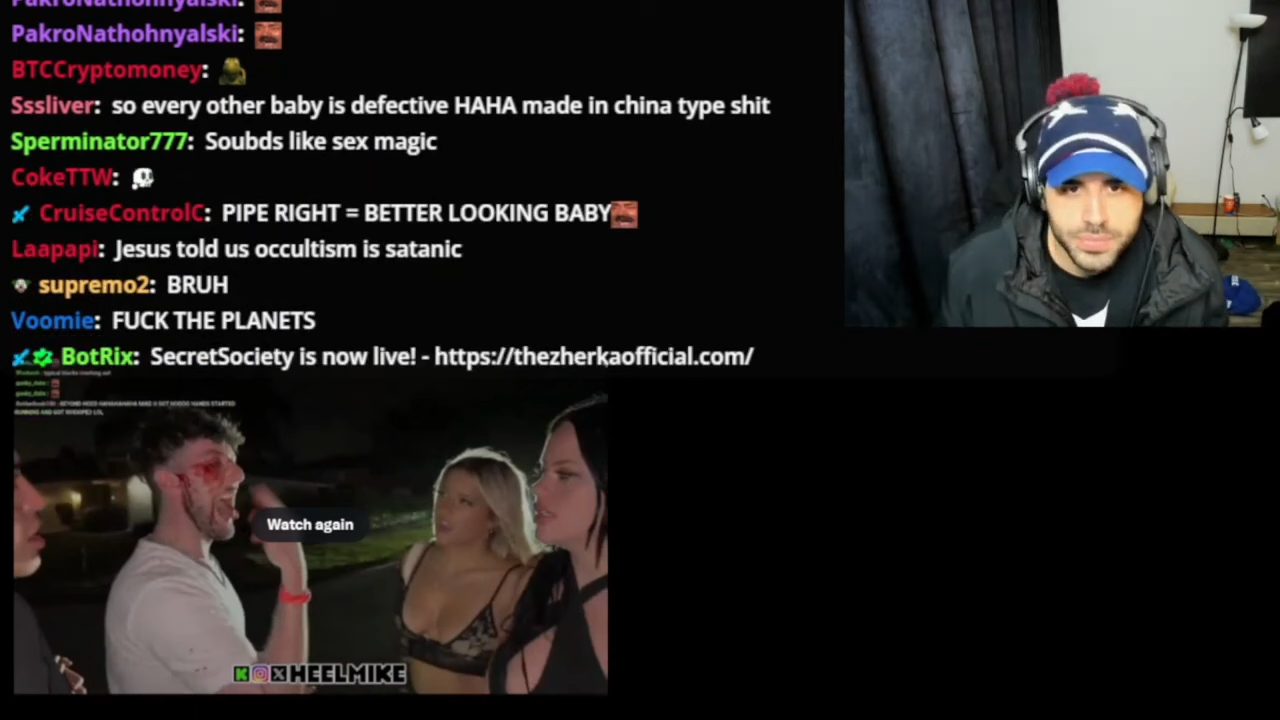 PakroNathohnyalski:
PakroNathohnyalski:
BTCCryptomoney:
Sssliver: so every other baby is defective HAHA made in china type shit
Sperminator777: Soubds like sex magic
CokeTTW:
CruiseControlC: PIPE RIGHT = BETTER LOOKING BABY
Laapapi: Jesus told us occultism is satanic
supremo2: BRUH
Voomie: FUCK THE PLANETS
BotRix: SecretSociety is now live! - https://thezherkaofficial.com/
Watch again
K X HEELMIKE